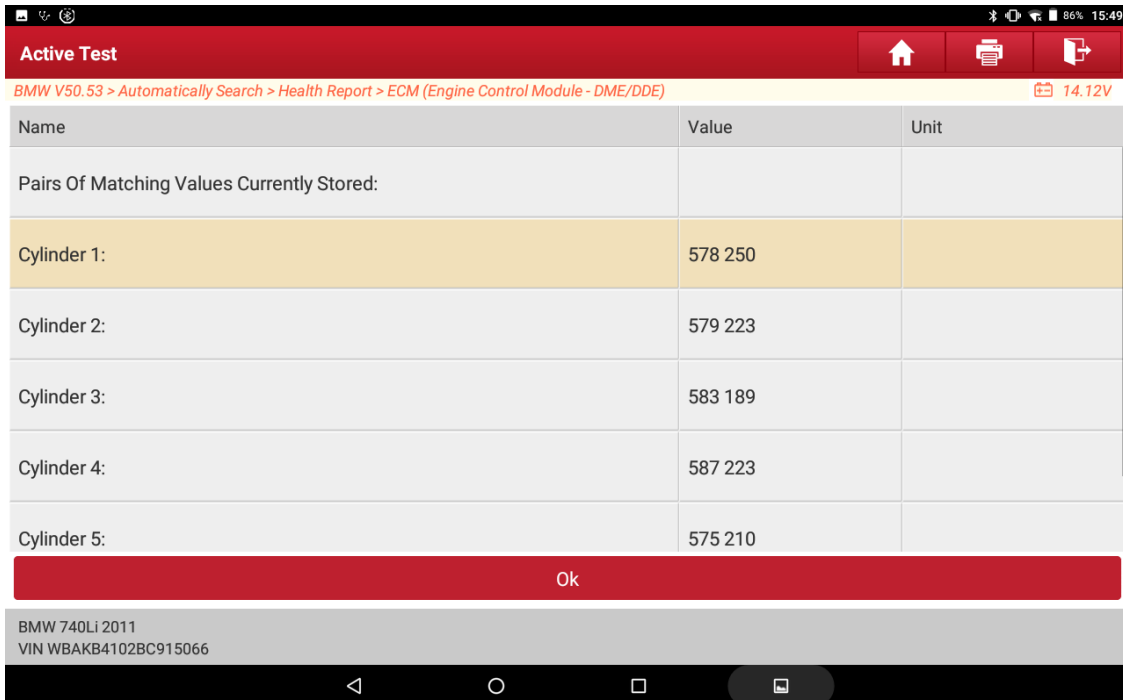 86% 15:49
Active Test
BMW V50.53 > Automatically Search > Health Report > ECM (Engine Control Module - DME/DDE) 14.12V
Name Value Unit
Pairs Of Matching Values Currently Stored:
Cylinder 1: 578 250
Cylinder 2: 579 223
Cylinder 3: 583 189
Cylinder 4: 587 223
Cylinder 5: 575 210
Ok
BMW 740Li 2011
VIN WBAKB4102BC915066